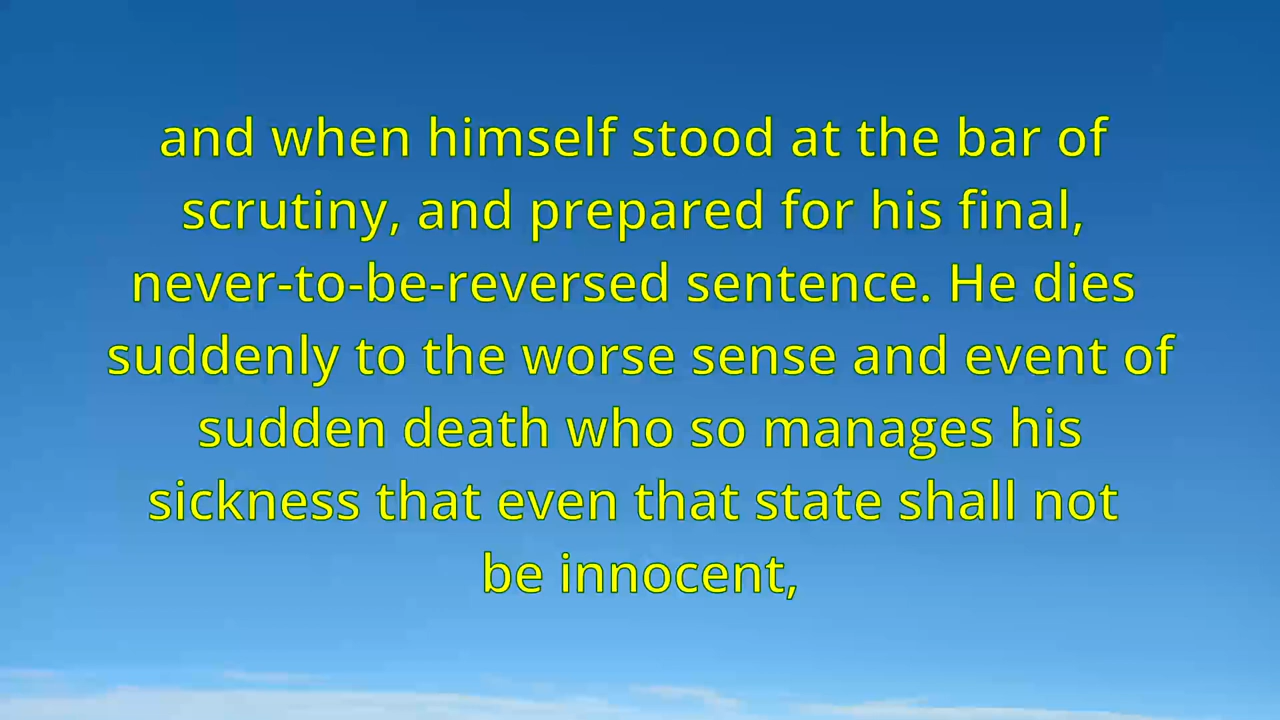 and when himself stood at the bar of
scrutiny, and prepared for his final,
never-to-be-reversed sentence. He dies
suddenly to the worse sense and event of
sudden death who so manages his
sickness that even that state shall not
be innocent,